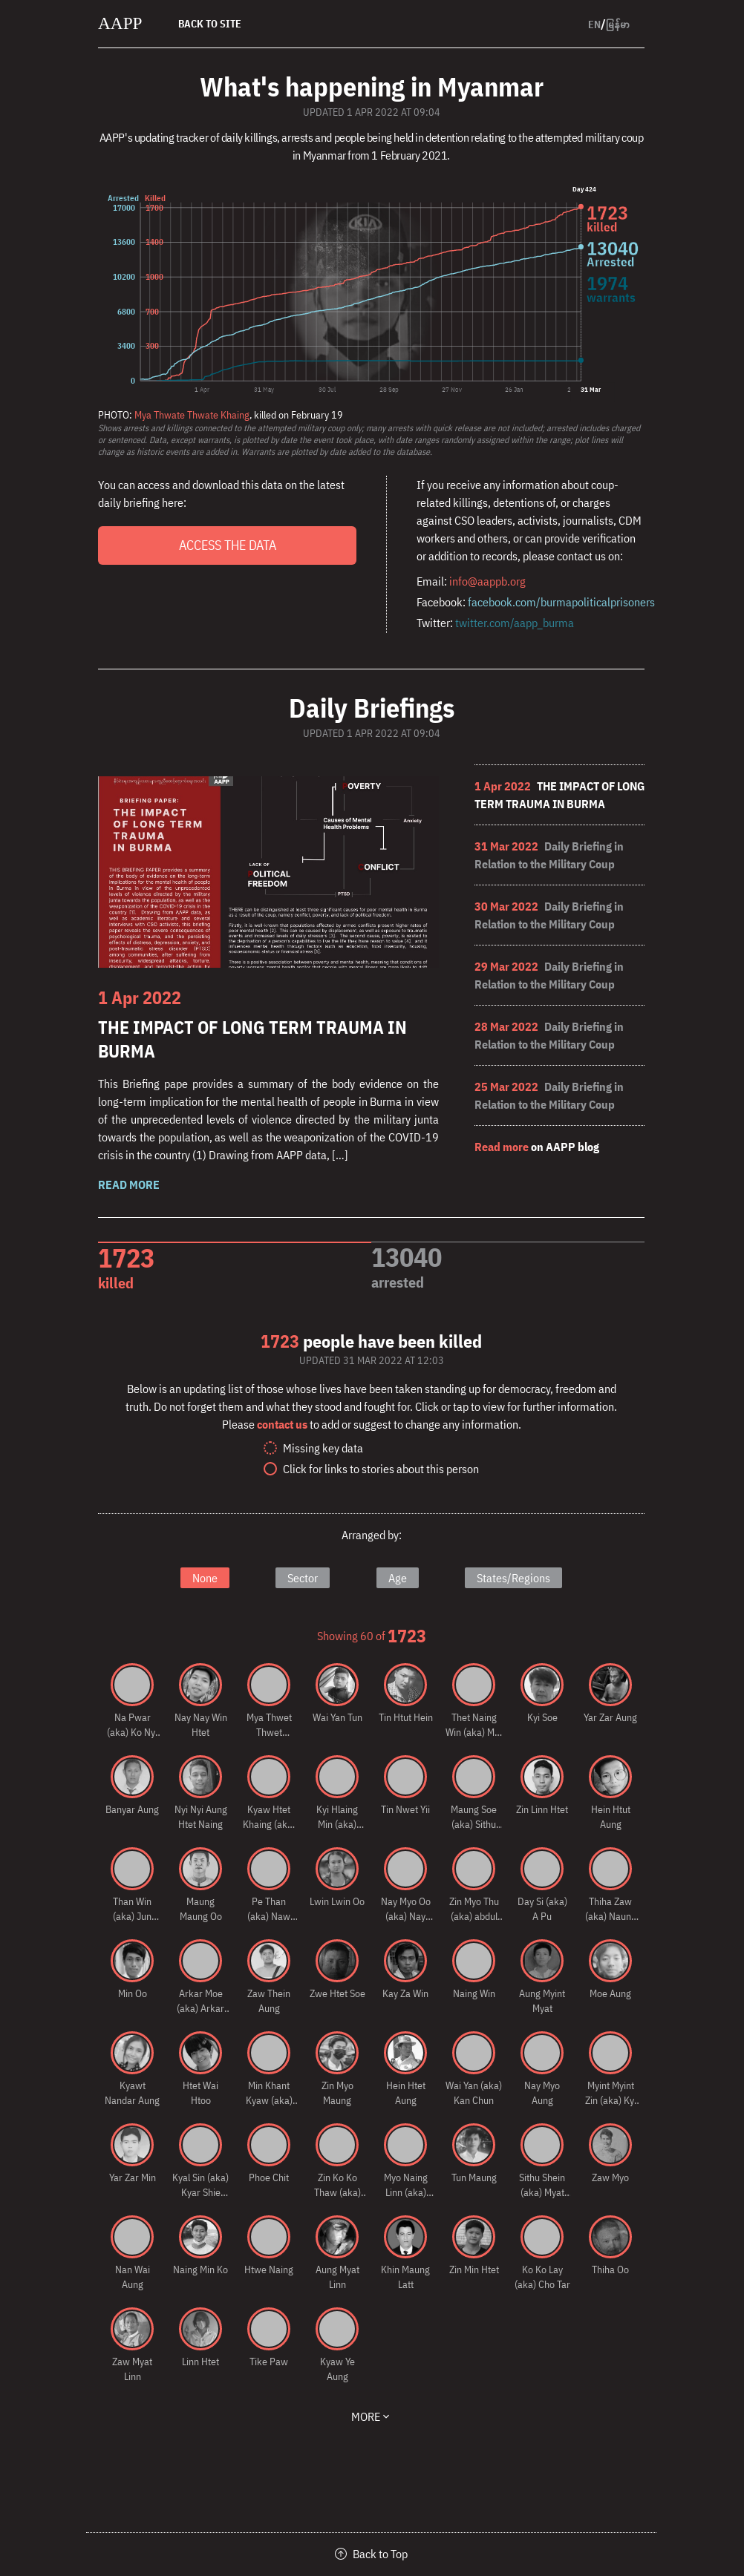 AAPP
BACK TO SITE
EN/မြန်မာ
What's happening in Myanmar
UPDATED 1 APR 2022 AT 09:04
AAPP's updating tracker of daily killings, arrests and people being held in detention relating to the attempted military coup
in Myanmar from 1 February 2021.
Day 424
Arrested Killed
17000 1700
13600 1400
10200 1000
6800 700
3400 300
0
KIA
1723
killed
13040
Arrested
1974
warrants
1 Apr 31 May 30 Jul 28 Sep 27 Nov 26 Jan 2 31 Mar
PHOTO: Mya Thwate Thwate Khaing, killed on February 19
Shows arrests and killings connected to the attempted military coup only; many arrests with quick release are not included; arrested includes charged
or sentenced. Data, except warrants, is plotted by date the event took place, with date ranges randomly assigned within the range; plot lines will
change as historic events are added in. Warrants are plotted by date added to the database.
You can access and download this data on the latest
daily briefing here:
ACCESS THE DATA
If you receive any information about coup-
related killings, detentions of, or charges
against CSO leaders, activists, journalists, CDM
workers and others, or can provide verification
or addition to records, please contact us on:
Email: info@aappb.org
Facebook: facebook.com/burmapoliticalprisoners
Twitter: twitter.com/aapp_burma
Daily Briefings
UPDATED 1 APR 2022 AT 09:04
AAPP
BRIEFING PAPER:
THE IMPACT
OF LONG TERM
TRAUMA
IN BURMA
POVERTY
Causes of Mental
Health Problems
Anxiety
LACK OF
POLITICAL
FREEDOM
CONFLICT
PTSD
1 Apr 2022
THE IMPACT OF LONG TERM TRAUMA IN
BURMA
This Briefing pape provides a summary of the body evidence on the
long-term implication for the mental health of people in Burma in view
of the unprecedented levels of violence directed by the military junta
towards the population, as well as the weaponization of the COVID-19
crisis in the country (1) Drawing from AAPP data, [...]
READ MORE
1 Apr 2022 THE IMPACT OF LONG
TERM TRAUMA IN BURMA
31 Mar 2022 Daily Briefing in
Relation to the Military Coup
30 Mar 2022 Daily Briefing in
Relation to the Military Coup
29 Mar 2022 Daily Briefing in
Relation to the Military Coup
28 Mar 2022 Daily Briefing in
Relation to the Military Coup
25 Mar 2022 Daily Briefing in
Relation to the Military Coup
Read more on AAPP blog
1723
killed
13040
arrested
1723 people have been killed
UPDATED 31 MAR 2022 AT 12:03
Below is an updating list of those whose lives have been taken standing up for democracy, freedom and
truth. Do not forget them and what they stood and fought for. Click or tap to view for further information.
Please contact us to add or suggest to change any information.
Missing key data
Click for links to stories about this person
Arranged by:
None Sector Age States/Regions
Showing 60 of 1723
Na Pwar
(aka) Ko Ny..
Nay Nay Win
Htet
Mya Thwet
Thwet...
Wai Yan Tun
Tin Htut Hein
Thet Naing
Win (aka) M...
Kyi Soe
Yar Zar Aung
Banyar Aung
Nyi Nyi Aung
Htet Naing
Kyaw Htet
Khaing (ak...
Kyi Hlaing
Min (aka)...
Tin Nwet Yii
Maung Soe
(aka) Sithu..
Zin Linn Htet
Hein Htut
Aung
Than Win
(aka) Jun...
Maung
Maung Oo
Pe Than
(aka) Naw...
Lwin Lwin Oo
Nay Myo Oo
(aka) Nay...
Zin Myo Thu
(aka) abdul..
Day Si (aka)
A Pu
Thiha Zaw
(aka) Naun...
Min Oo
Arkar Moe
(aka) Arkar..
Zaw Thein
Aung
Zwe Htet Soe
Kay Za Win
Naing Win
Aung Myint
Myat
Moe Aung
Kyawt
Nandar Aung
Htet Wai
Htoo
Min Khant
Kyaw (aka)..
Zin Myo
Maung
Hein Htet
Aung
Wai Yan (aka)
Kan Chun
Nay Myo
Aung
Myint Myint
Zin (aka) Ky..
Yar Zar Min
Kyal Sin (aka)
Kyar Shie...
Phoe Chit
Zin Ko Ko
Thaw (aka)..
Myo Naing
Linn (aka)...
Tun Maung
Sithu Shein
(aka) Myat..
Zaw Myo
Nan Wai
Aung
Naing Min Ko
Htwe Naing
Aung Myat
Linn
Khin Maung
Latt
Zin Min Htet
Ko Ko Lay
(aka) Cho Tar
Thiha Oo
Zaw Myat
Linn
Linn Htet
Tike Paw
Kyaw Ye
Aung
MORE
Back to Top